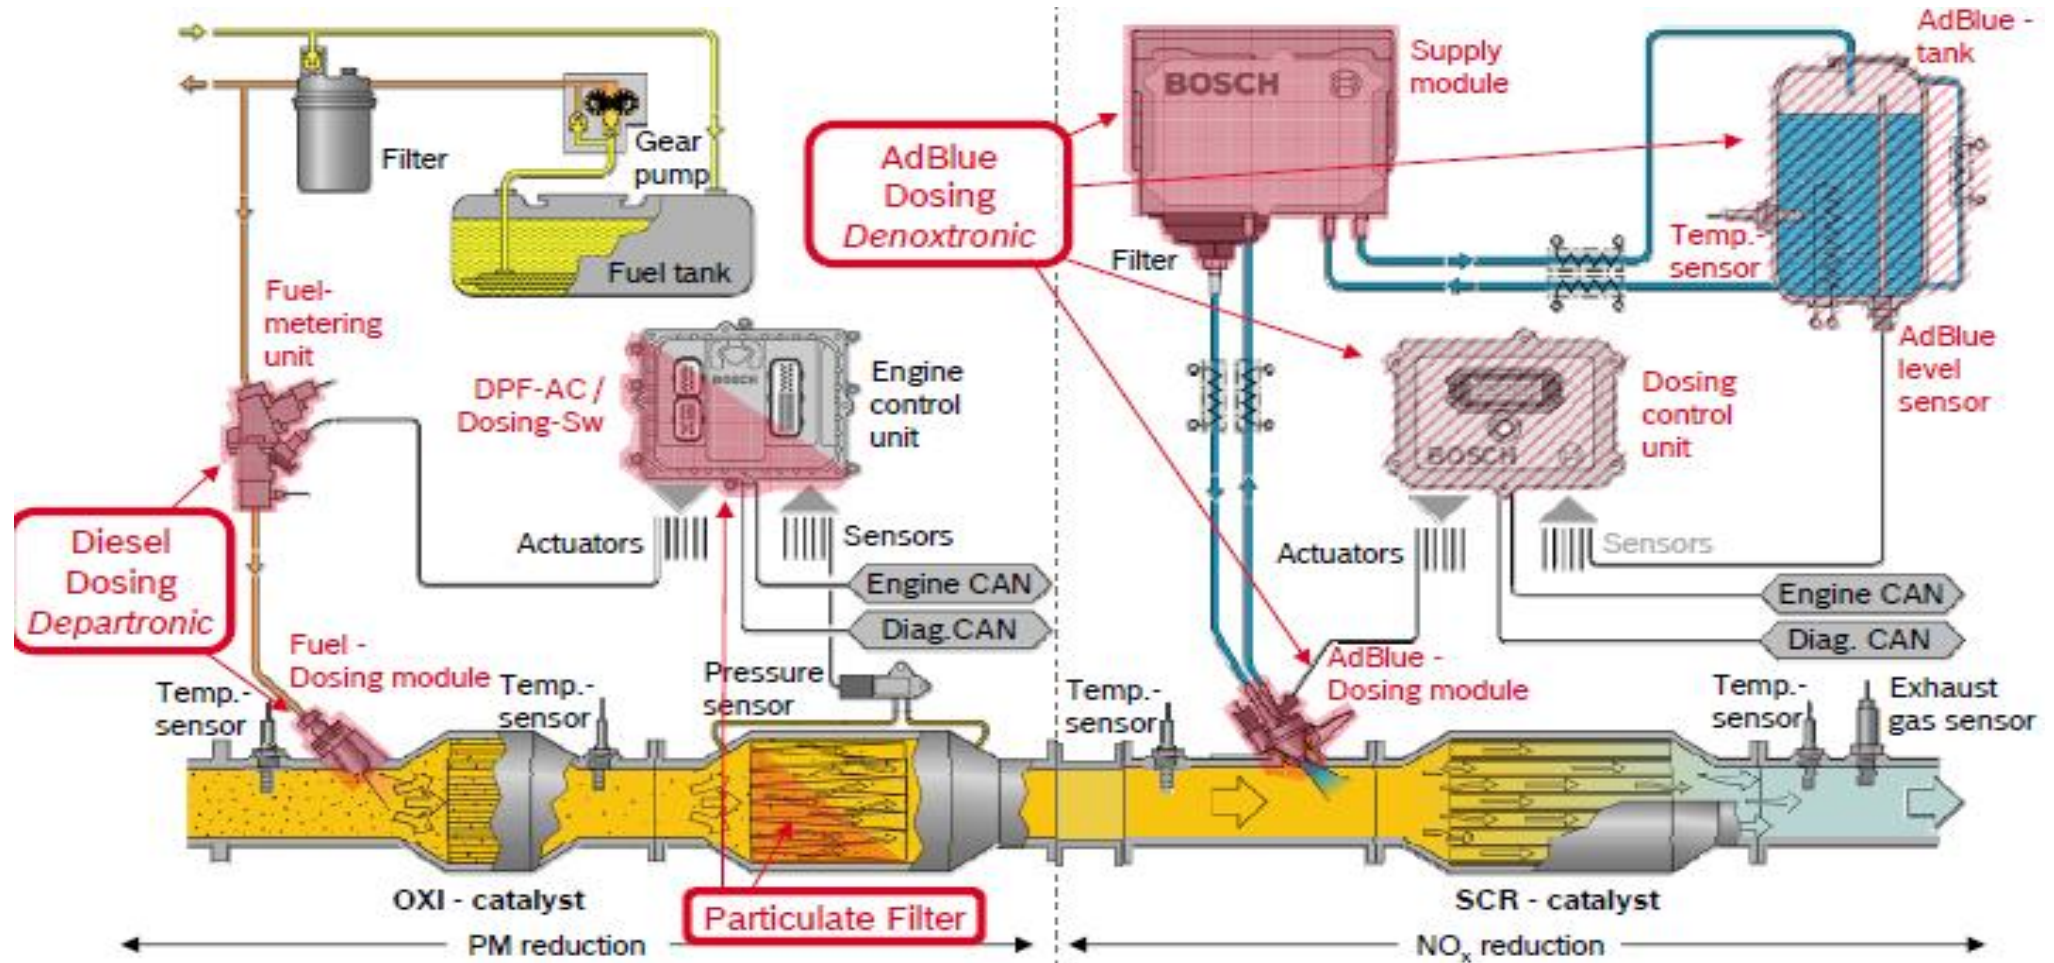 AdBlue -
tank
Supply
module
BOSCH
AdBlue
Dosing
Denoxtronic
Filter
Gear
pump
Fuel tank
Filter
Temp.-
sensor
Fuel-
metering
unit
DPF-AC /
Dosing-Sw
BOSCH
Engine
control
unit
Dosing
control
unit
BOSCH
AdBlue
level
sensor
Diesel
Dosing
Departronic
Actuators
Sensors
Engine CAN
Diag.CAN
Actuators
Sensors
Engine CAN
Diag. CAN
Fuel -
Dosing module
Temp.-
sensor
Temp.-
sensor
Pressure
sensor
Temp.-
sensor
AdBlue -
Dosing module
Temp.-
sensor
Exhaust
gas sensor
OXI - catalyst
Particulate Filter
SCR - catalyst
PM reduction
NOx reduction